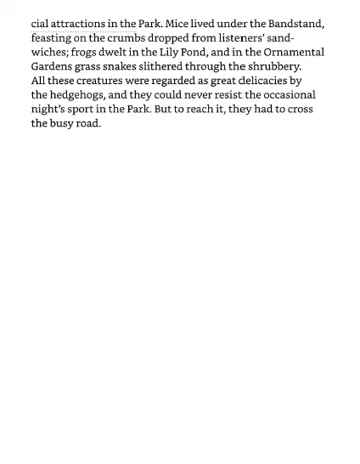 cial attractions in the Park. Mice lived under the Bandstand,
feasting on the crumbs dropped from listeners' sand-
wiches; frogs dwelt in the Lily Pond, and in the Ornamental
Gardens grass snakes slithered through the shrubbery.
All these creatures were regarded as great delicacies by
the hedgehogs, and they could never resist the occasional
night's sport in the Park. But to reach it, they had to cross
the busy road.